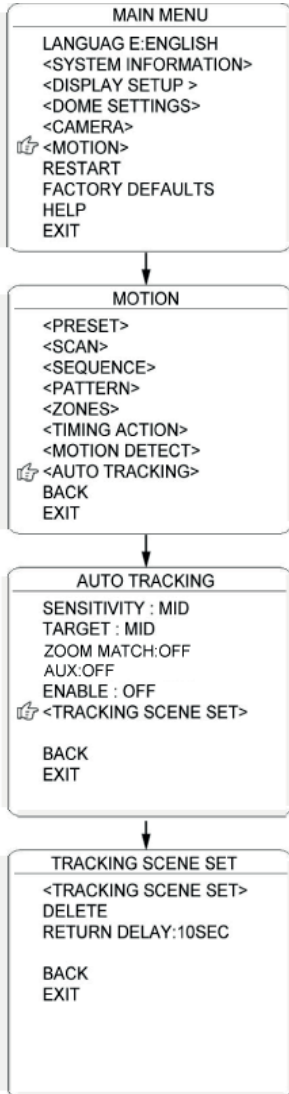 MAIN MENU
LANGUAG E:ENGLISH
<SYSTEM INFORMATION>
<DISPLAY SETUP >
<DOME SETTINGS>
<CAMERA>
<MOTION>
RESTART
FACTORY DEFAULTS
HELP
EXIT
MOTION
<PRESET>
<SCAN>
<SEQUENCE>
<PATTERN>
<ZONES>
<TIMING ACTION>
<MOTION DETECT>
<AUTO TRACKING>
BACK
EXIT
AUTO TRACKING
SENSITIVITY : MID
TARGET : MID
ZOOM MATCH:OFF
AUX:OFF
ENABLE : OFF
<TRACKING SCENE SET>
BACK
EXIT
TRACKING SCENE SET
<TRACKING SCENE SET>
DELETE
RETURN DELAY:10SEC
BACK
EXIT